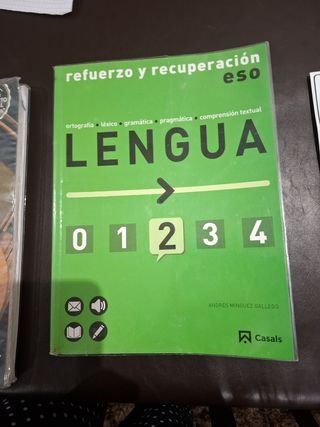 refuerzo y recuperación
eso
ortografía • léxico • gramática • pragmática • comprensión textual
LENGUA
0 1 2 3 4
ANDRÉS MÍNGUEZ GALLEGO
Casals